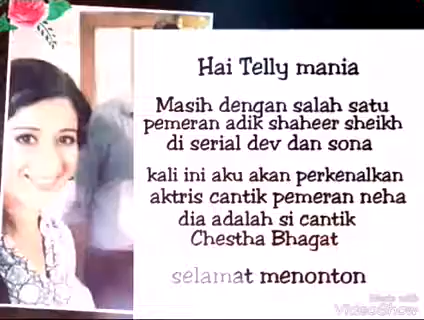 Hai Telly mania
Masih dengan salah satu
pemeran adik shaheer sheikh
di serial dev dan sona
kali ini aku akan perkenalkan
aktris cantik pemeran neha
dia adalah si cantik
Chestha Bhagat
selamat menonton
Made with
VideoShow